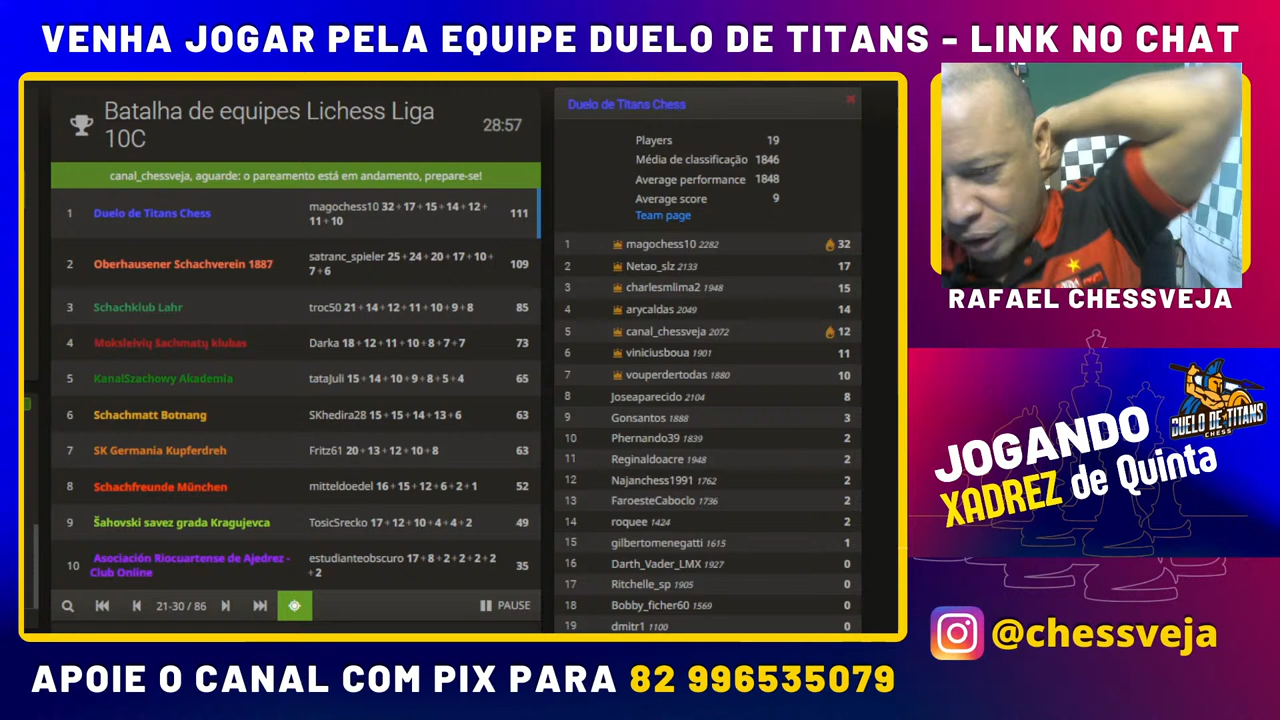 VENHA JOGAR PELA EQUIPE DUELO DE TITANS - LINK NO CHAT
Batalha de equipes Lichess Liga
10C
28:57
canal_chessveja, aguarde: o pareamento está em andamento, prepare-se!
1 Duelo de Titans Chess magochess10 32+17+15+14+12+
11+10 111
2 Oberhausener Schachverein 1887 satranc_spieler 25+24+20+17+10+
7+6 109
3 Schachklub Lahr troc50 21+14+12+11+10+9+8 85
4 Moksleivių šachmatų klubas Darka 18+12+11+10+8+7+7 73
5 KanalSzachowy Akademia tataJuli 15+14+10+9+8+5+4 65
6 Schachmatt Botnang SKhedira28 15+15+14+13+6 63
7 SK Germania Kupferdreh Fritz61 20+13+12+10+8 63
8 Schachfreunde München mitteldoedel 16+15+12+6+2+1 52
9 Šahovski savez grada Kragujevca TosicSrecko 17+12+10+4+4+2 49
10 Asociación Riocuartense de Ajedrez -
Club Online estudianteobscuro 17+8+2+2+2+2
+2 35
21-30 / 86
PAUSE
Duelo de Titans Chess
Players 19
Média de classificação 1846
Average performance 1848
Average score 9
Team page
1 magochess10 2282 32
2 Netao_slz 2133 17
3 charlesmlima2 1948 15
4 arycaldas 2049 14
5 canal_chessveja 2072 12
6 viniciusboua 1901 11
7 vouperdertodas 1880 10
8 Joseaparecido 2104 8
9 Gonsantos 1888 3
10 Phernando39 1839 2
11 Reginaldoacre 1948 2
12 Najanchess1991 1762 2
13 FaroesteCaboclo 1736 2
14 roquee 1424 2
15 gilbertomenegatti 1615 1
16 Darth_Vader_LMX 1927 0
17 Ritchelle_sp 1905 0
18 Bobby_ficher60 1569 0
19 dmitr1 1100 0
RAFAEL CHESSVEJA
DUELO DE TITANS
CHESS
JOGANDO
XADREZ de Quinta
@chessveja
APOIE O CANAL COM PIX PARA 82 996535079